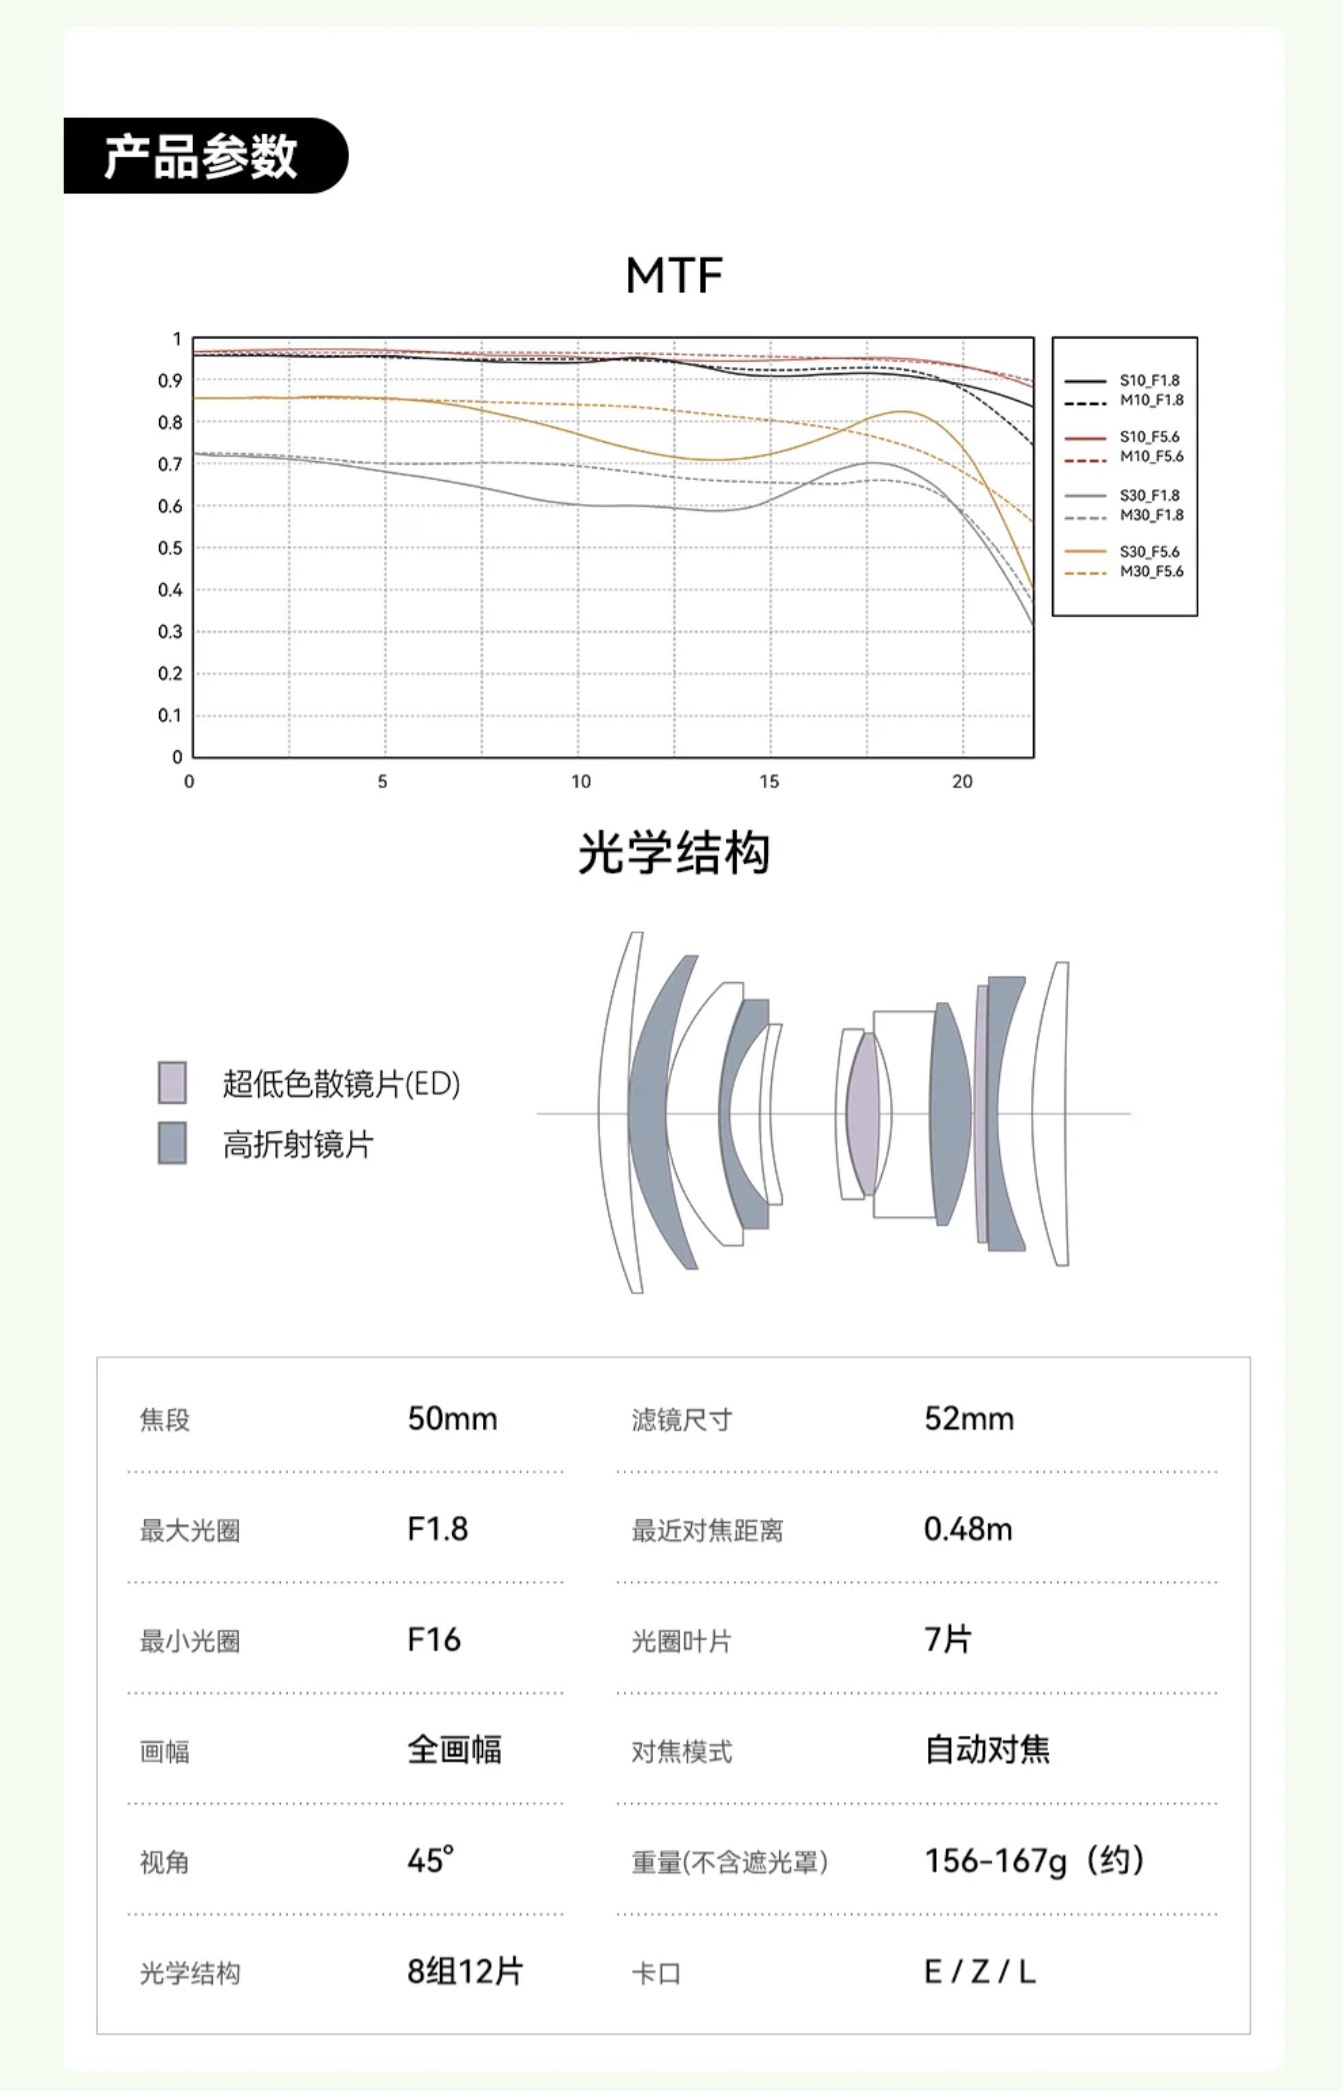 产品参数
MTF
1
0.9
0.8
0.7
0.6
0.5
0.4
0.3
0.2
0.1
0
0 5 10 15 20
S10_F1.8
M10_F1.8
S10_F5.6
M10_F5.6
S30_F1.8
M30_F1.8
S30_F5.6
M30_F5.6
光学结构
超低色散镜片(ED)
高折射镜片
焦段 50mm 滤镜尺寸 52mm
最大光圈 F1.8 最近对焦距离 0.48m
最小光圈 F16 光圈叶片 7片
画幅 全画幅 对焦模式 自动对焦
视角 45° 重量(不含遮光罩) 156-167g（约）
光学结构 8组12片 卡口 E / Z / L